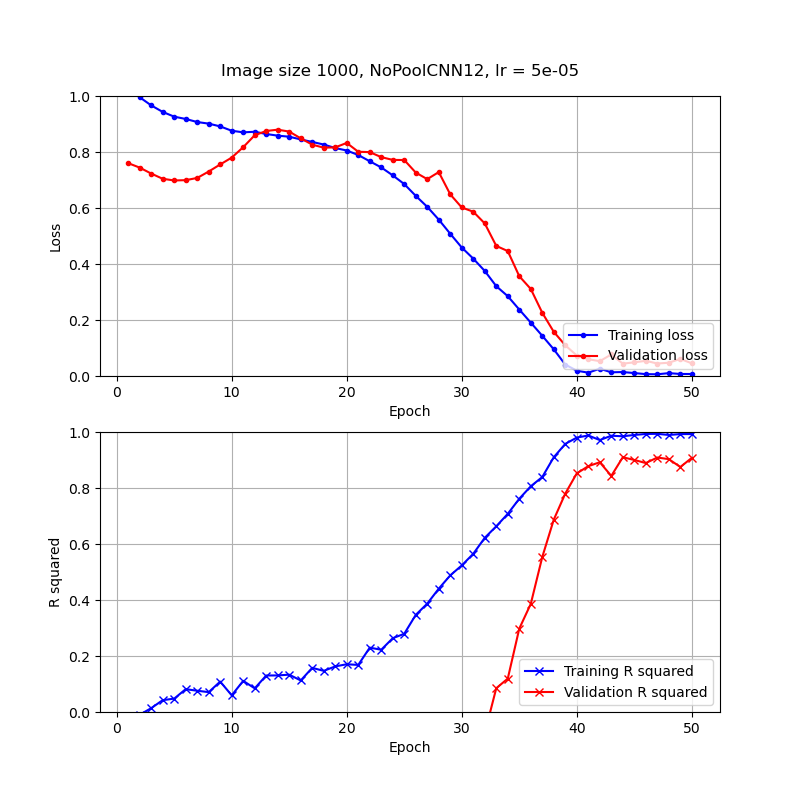 Image size 1000, NoPoolCNN12, lr = 5e-05
1.0
0.8
0.6
0.4
0.2
0.0
Loss
Training loss
Validation loss
0 10 20 30 40 50
Epoch
1.0
0.8
0.6
0.4
0.2
0.0
R squared
Training R squared
Validation R squared
0 10 20 30 40 50
Epoch